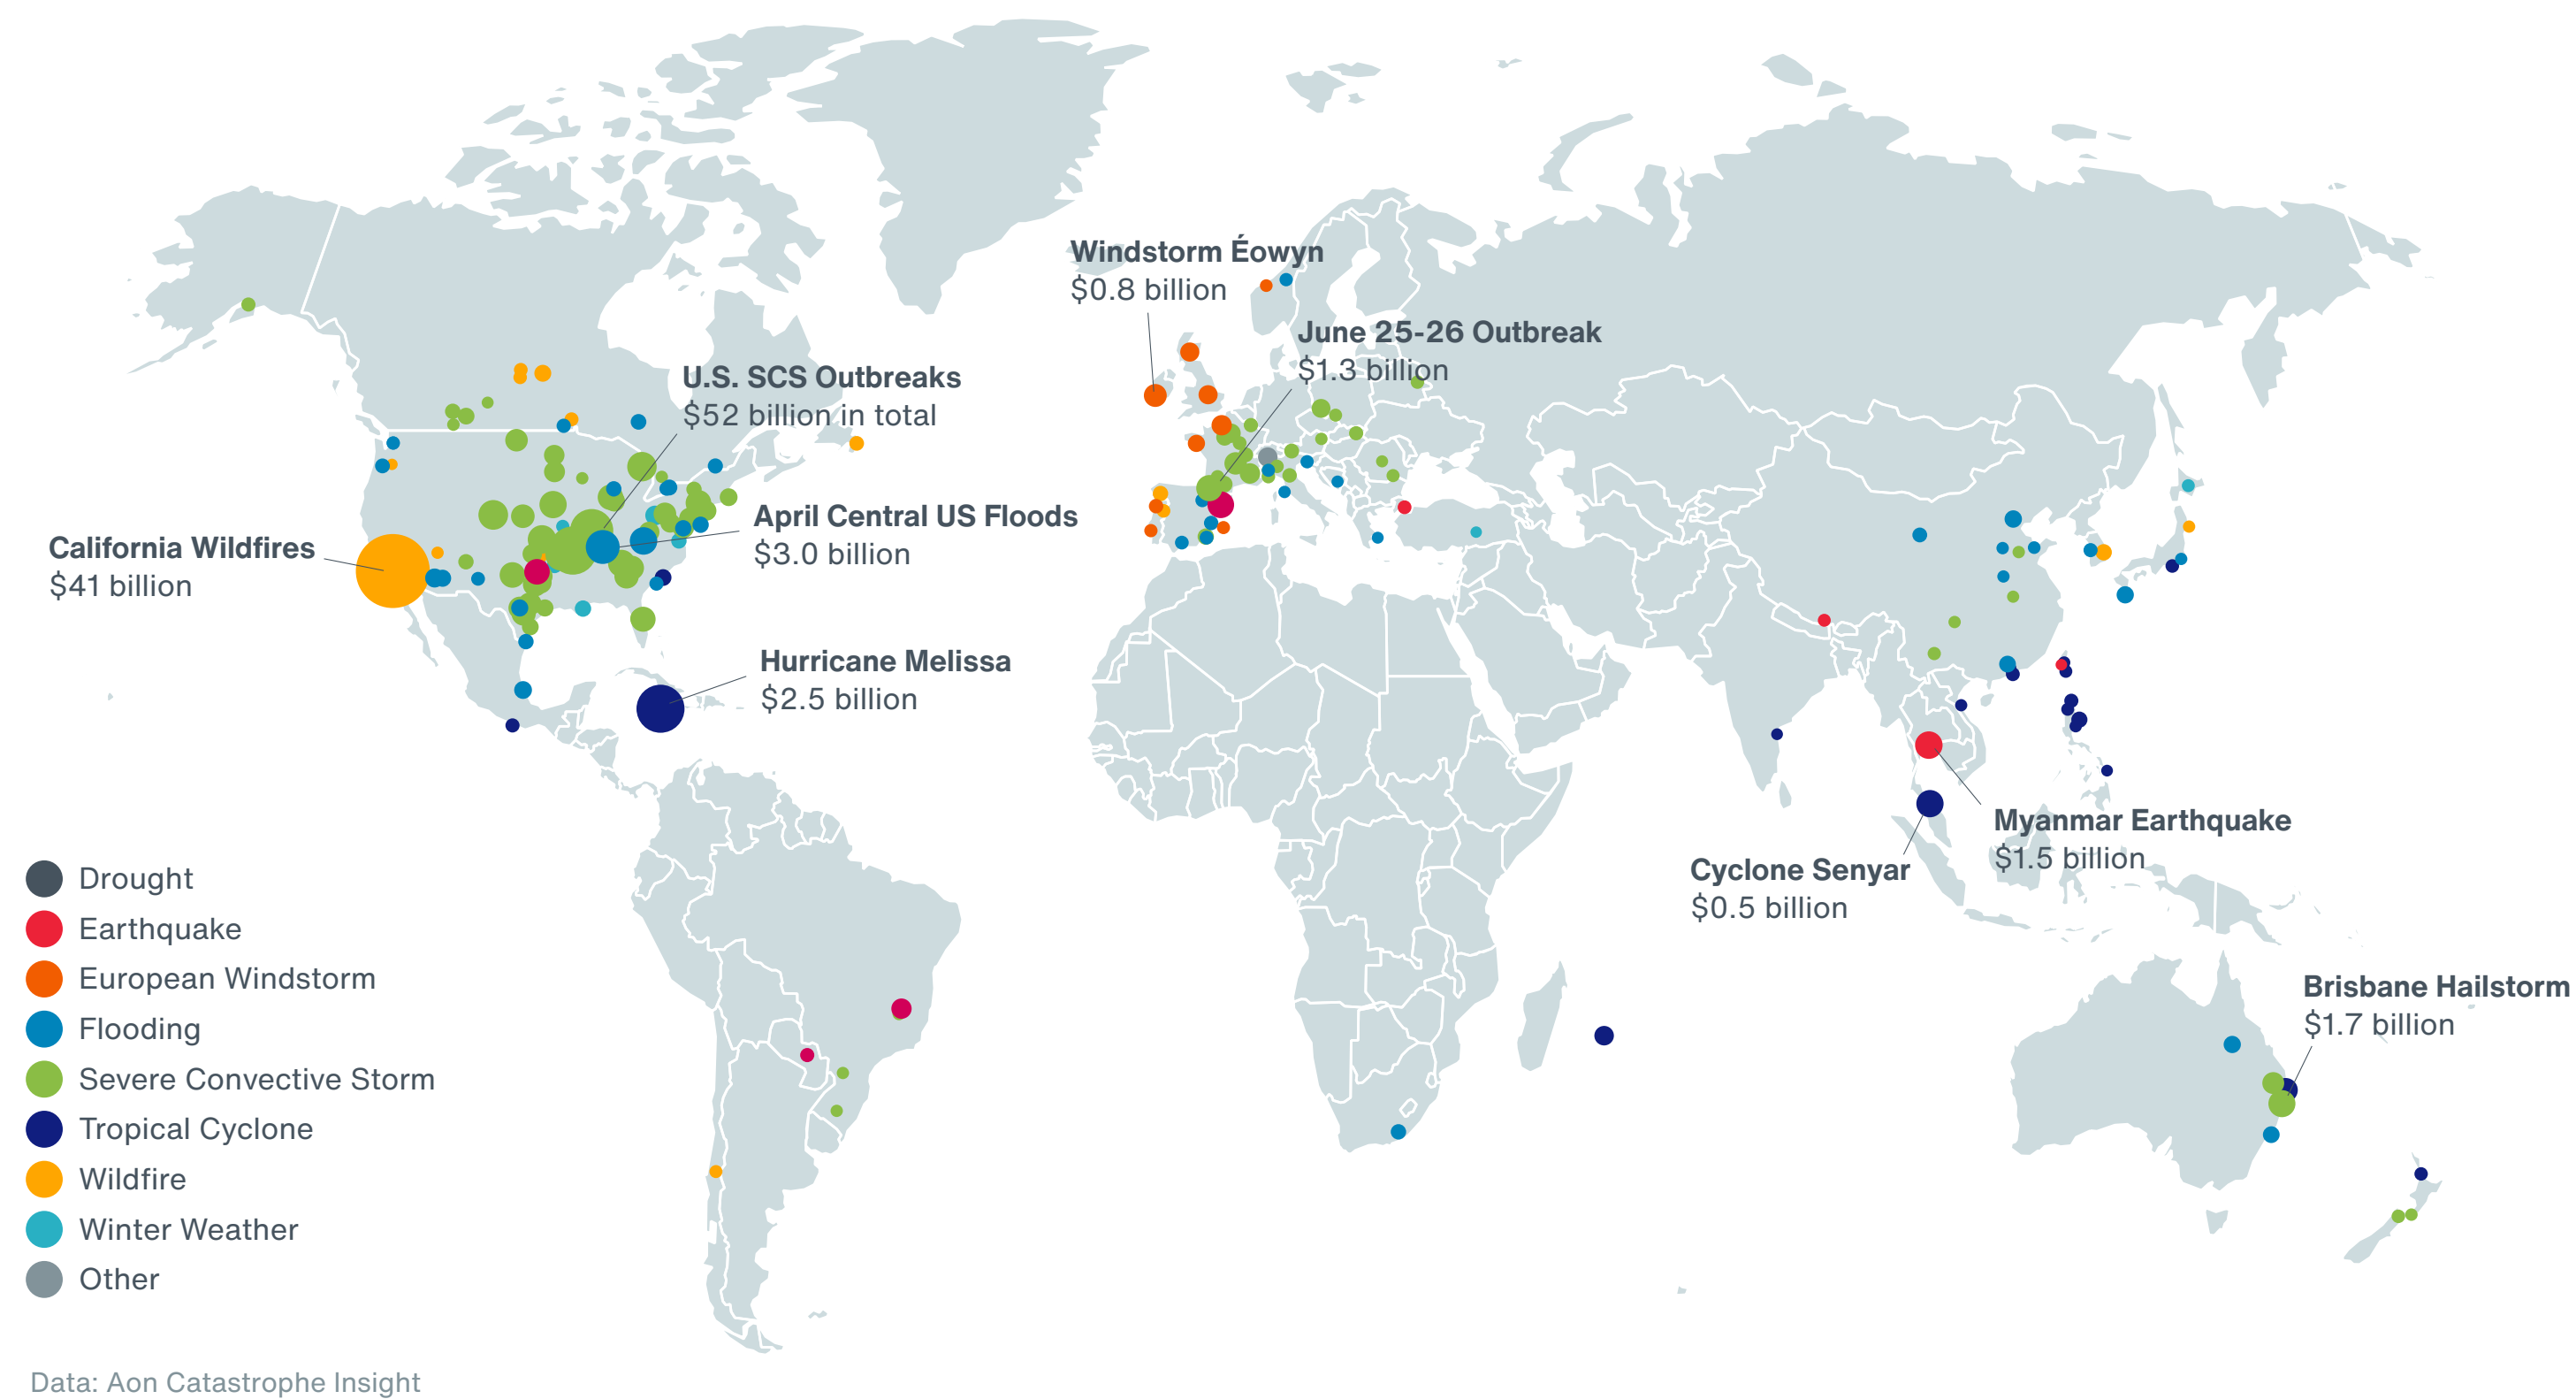 Windstorm Éowyn
$0.8 billion
June 25-26 Outbreak
$1.3 billion
U.S. SCS Outbreaks
$52 billion in total
April Central US Floods
$3.0 billion
California Wildfires
$41 billion
Hurricane Melissa
$2.5 billion
Myanmar Earthquake
$1.5 billion
Cyclone Senyar
$0.5 billion
Brisbane Hailstorm
$1.7 billion
Drought
Earthquake
European Windstorm
Flooding
Severe Convective Storm
Tropical Cyclone
Wildfire
Winter Weather
Other
Data: Aon Catastrophe Insight